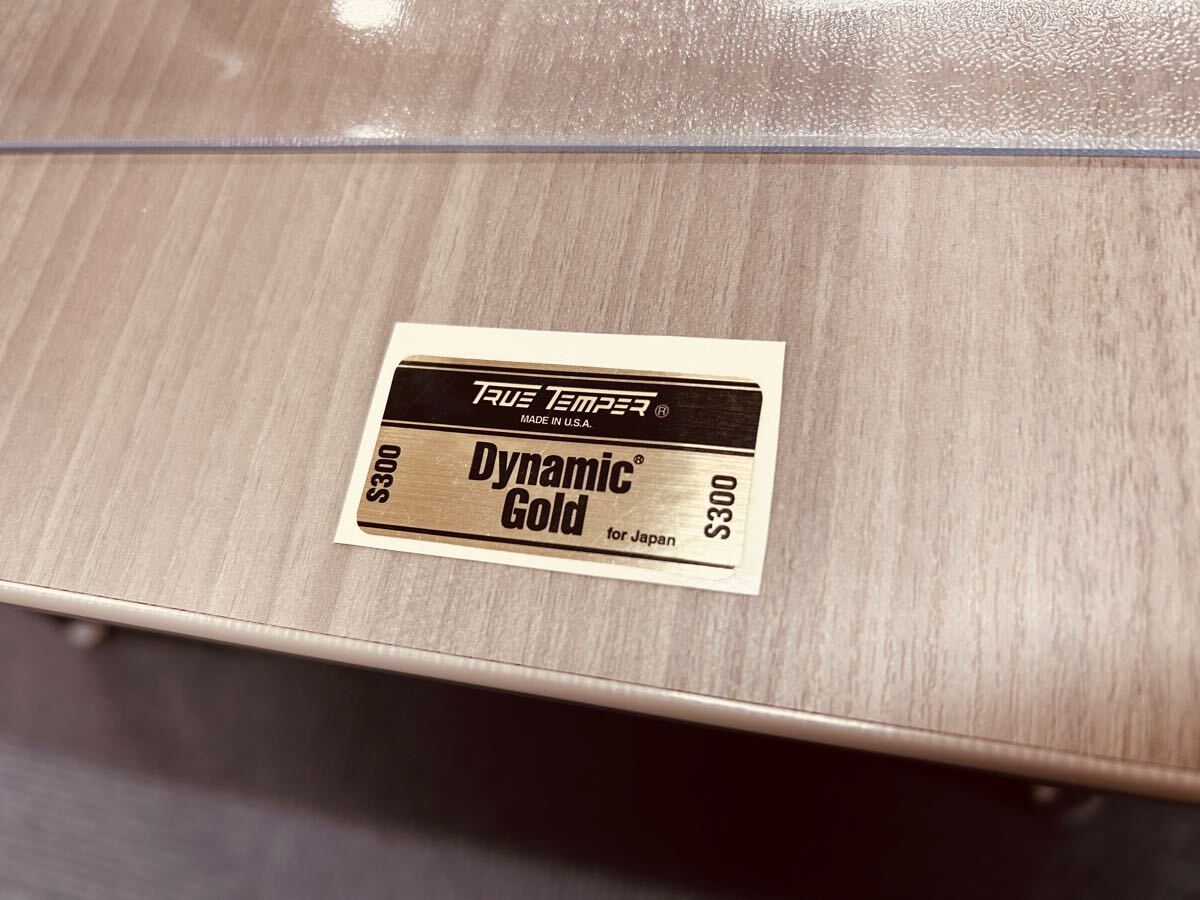 TRUE TEMPER®
MADE IN U.S.A.
S300
Dynamic®
Gold
for Japan
S300